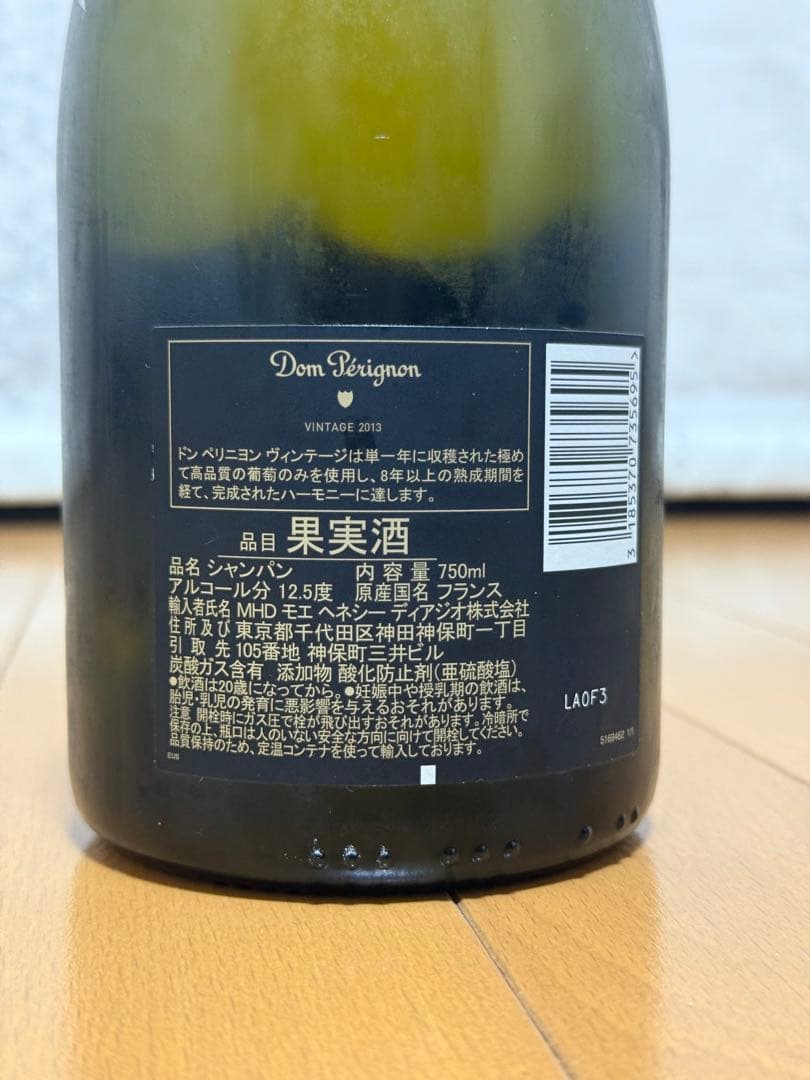 Dom Pérignon
VINTAGE 2013
ドン ペリニヨン ヴィンテージは単一年に収穫された極め
て高品質の葡萄のみを使用し、8年以上の熟成期間を
経て、完成されたハーモニーに達します。
品目 果実酒
品名 シャンパン 内容量 750ml
アルコール分 12.5度 原産国名 フランス
輸入者氏名 MHD モエ ヘネシー ディアジオ株式会社
住所及び 東京都千代田区神田神保町一丁目
引取先 105番地 神保町三井ビル
炭酸ガス含有 添加物 酸化防止剤(亜硫酸塩)
●飲酒は20歳になってから。●妊娠中や授乳期の飲酒は、
胎児・乳児の発育に悪影響を与えるおそれがあります。
注意 開栓時にガス圧で栓が飛び出すおそれがあります。冷暗所で
保存の上、瓶口は人のいない安全な方向に向けて開栓してください。
品質保持のため、定温コンテナを使って輸入しております。
3 185370 735695 >
LAOF3
5169462 1/1